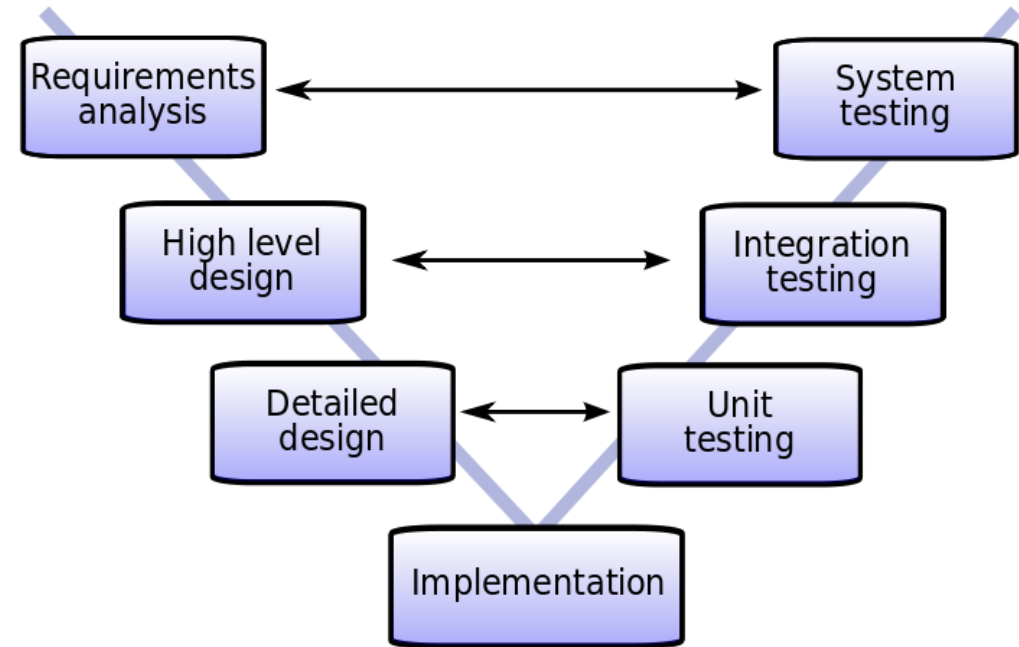 Requirements
analysis
System
testing
High level
design
Integration
testing
Detailed
design
Unit
testing
Implementation